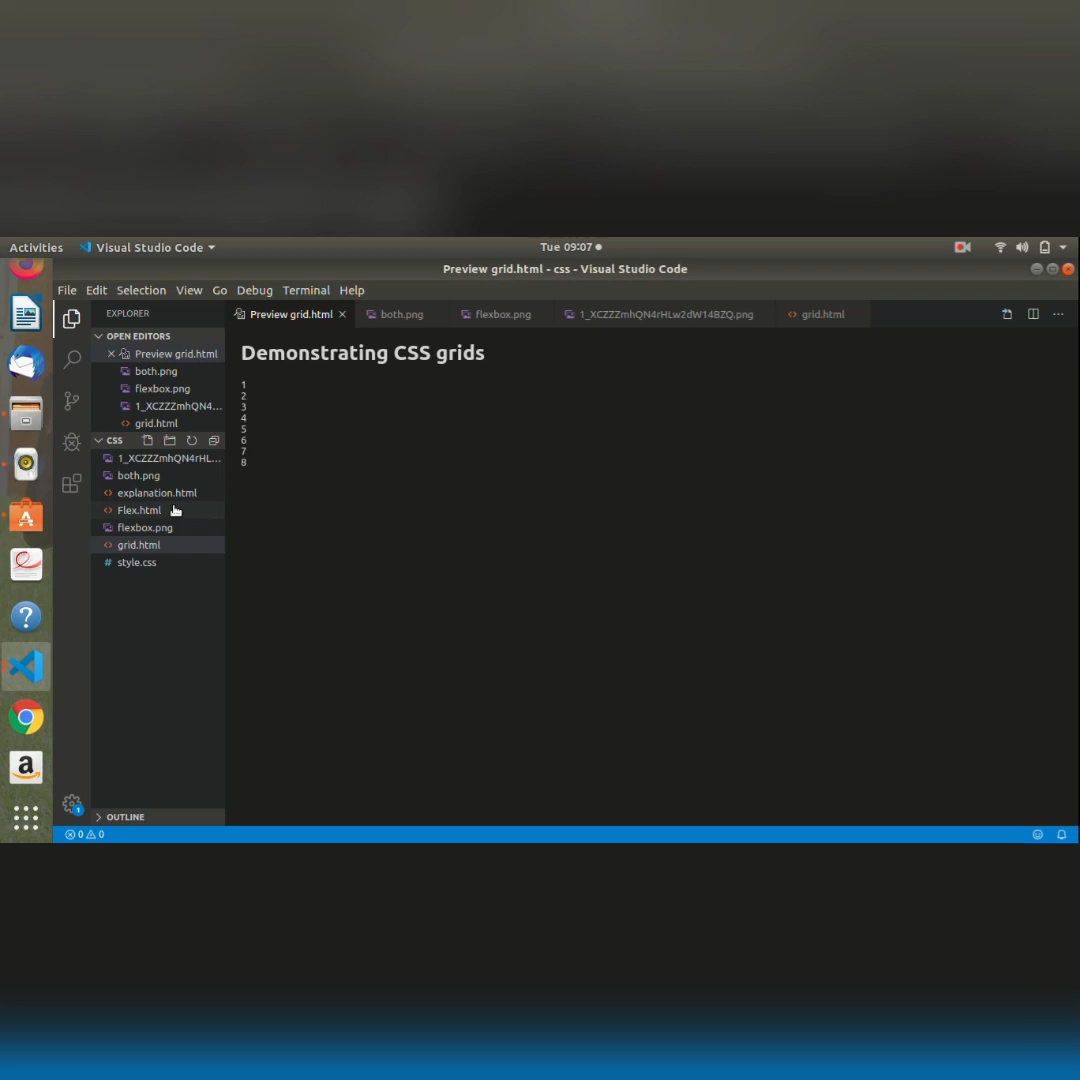 Activities Visual Studio Code Tue 09:07
Preview grid.html - css - Visual Studio Code
File Edit Selection View Go Debug Terminal Help
EXPLORER Preview grid.html both.png flexbox.png 1_XCZZZmhQN4rHLw2dW14BZQ.png grid.html
OPEN EDITORS
Preview grid.html
both.png
flexbox.png
1_XCZZZmhQN4...
grid.html
CSS
1_XCZZZmhQN4rHL...
both.png
explanation.html
Flex.html
flexbox.png
grid.html
style.css
OUTLINE
Demonstrating CSS grids
1
2
3
4
5
6
7
8
1
0 0